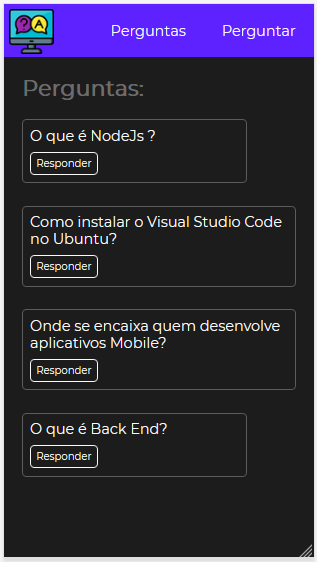 ? A
Perguntas Perguntar
Perguntas:
O que é NodeJs ?
Responder
Como instalar o Visual Studio Code
no Ubuntu?
Responder
Onde se encaixa quem desenvolve
aplicativos Mobile?
Responder
O que é Back End?
Responder